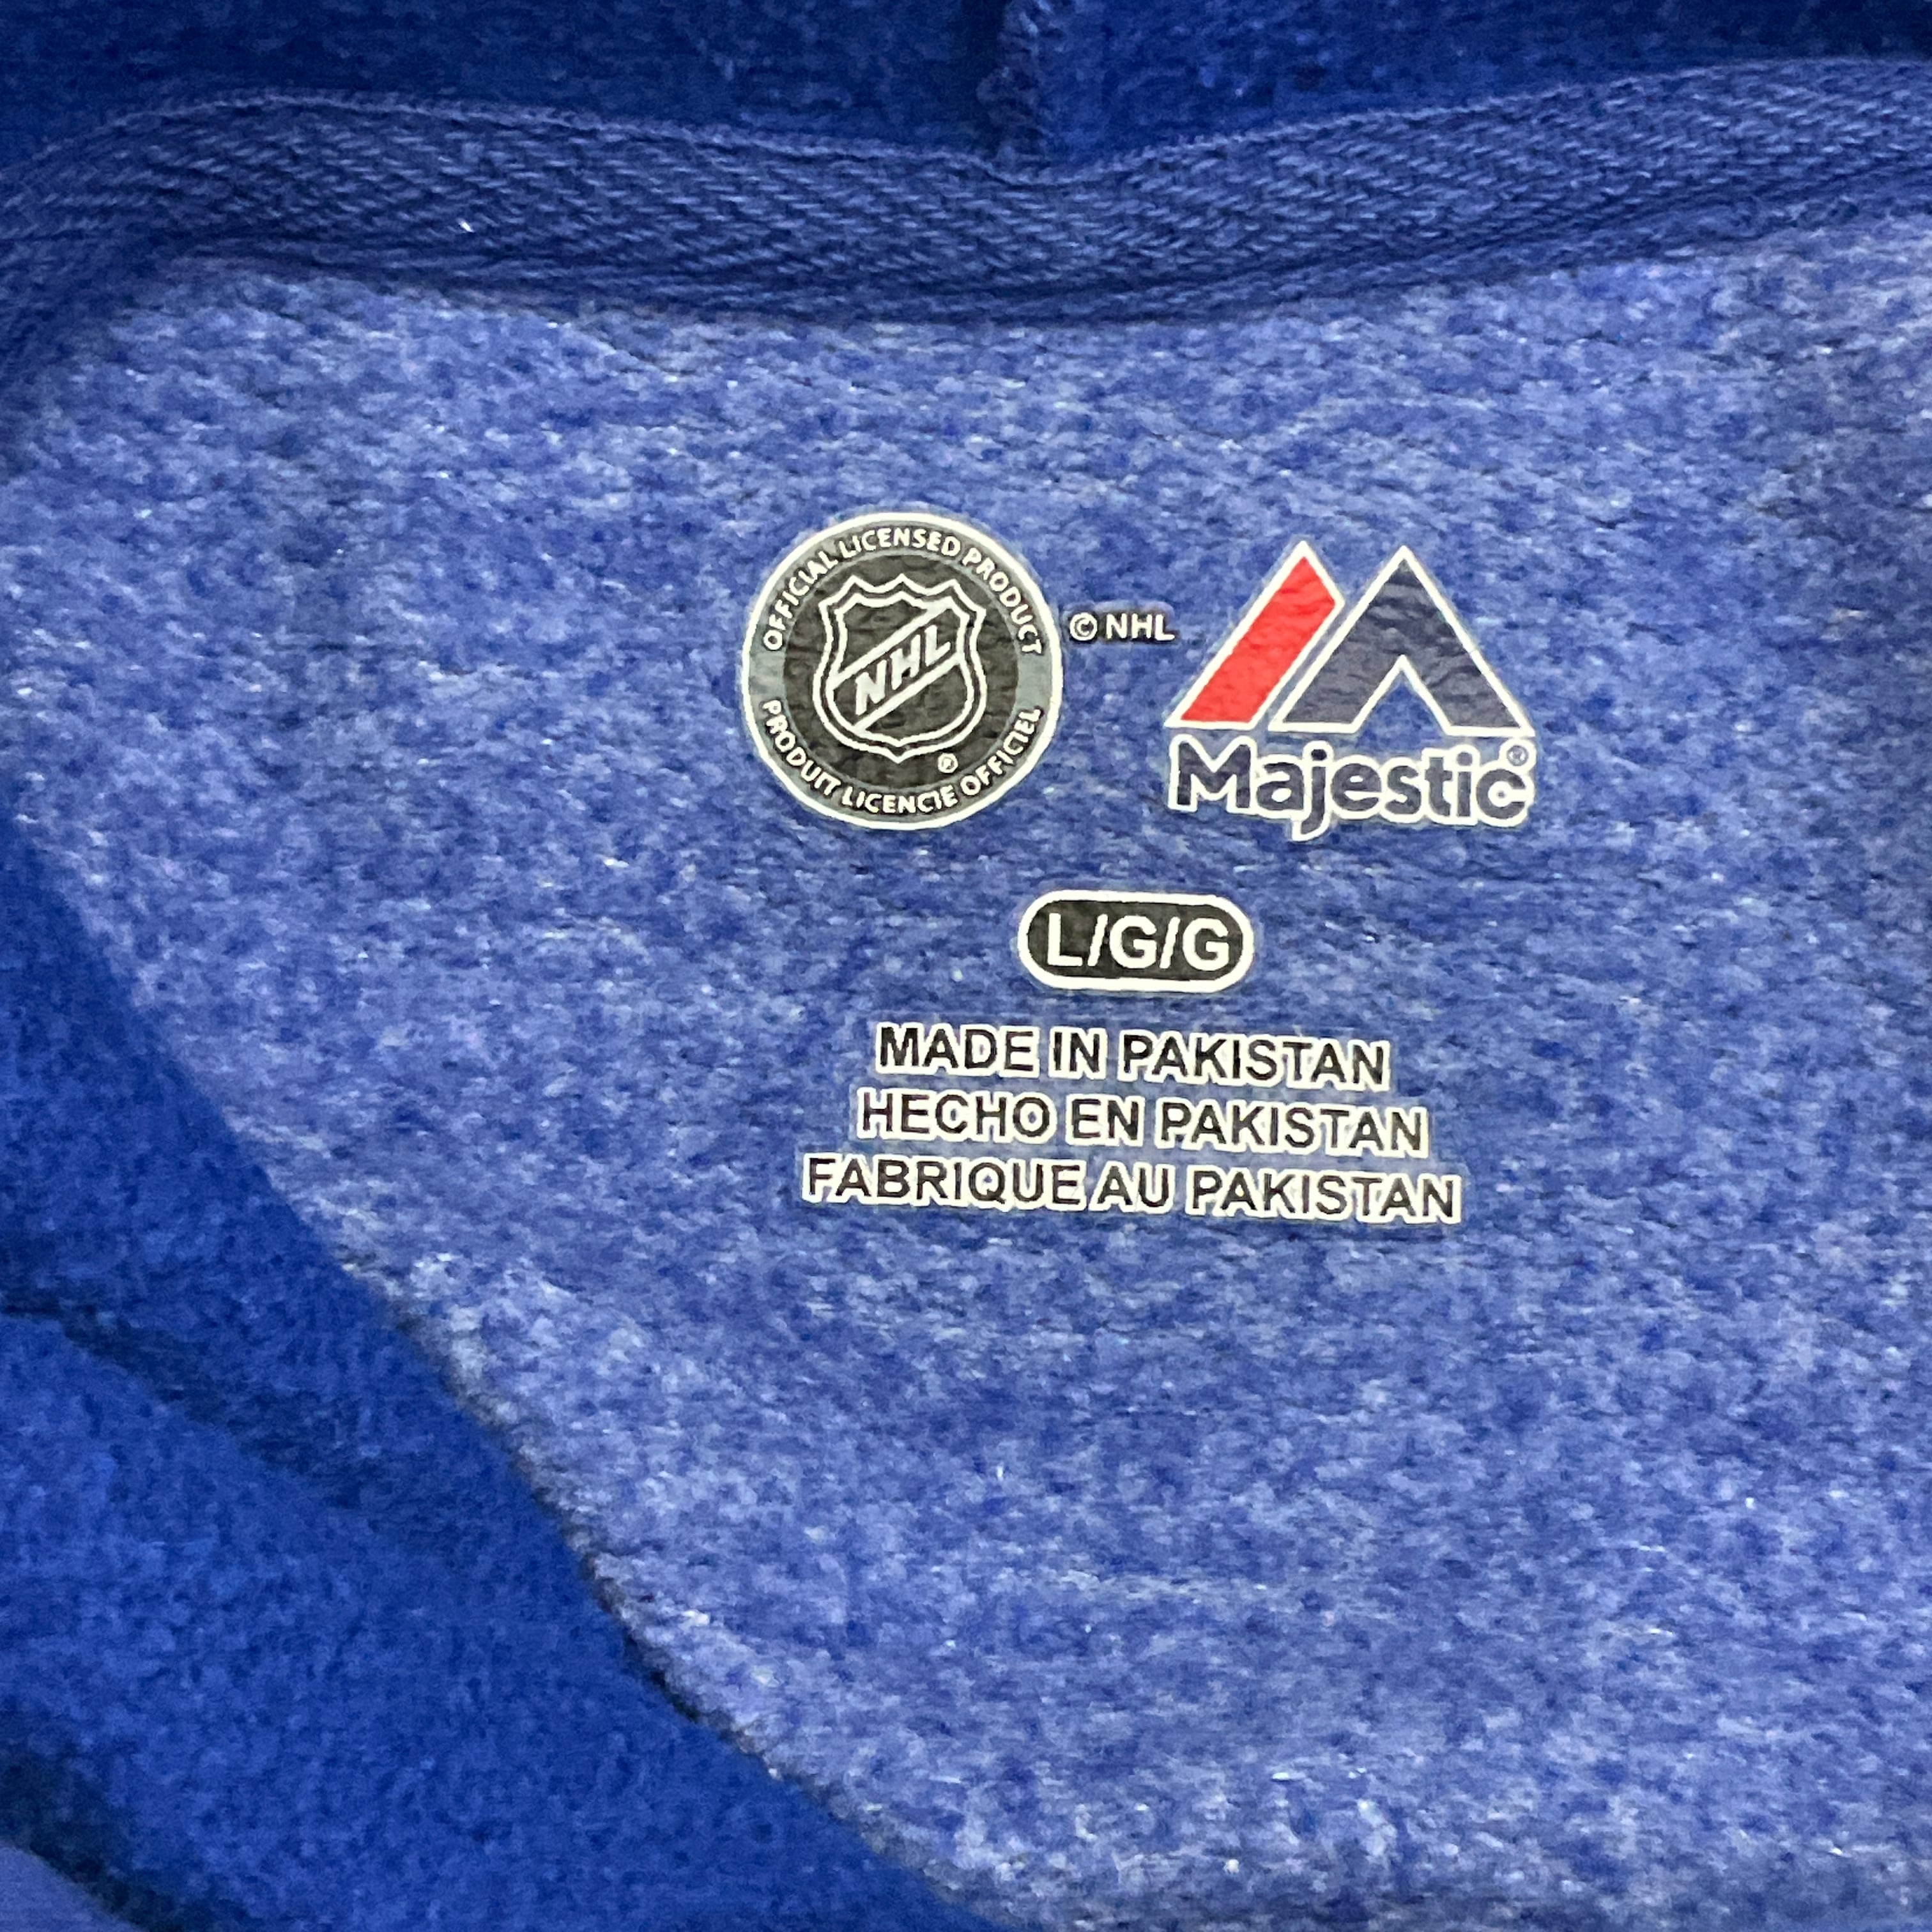 OFFICIAL LICENSED PRODUCT
NHL
®
PRODUIT LICENCIE OFFICIEL
© NHL
Majestic®
L/G/G
MADE IN PAKISTAN
HECHO EN PAKISTAN
FABRIQUE AU PAKISTAN